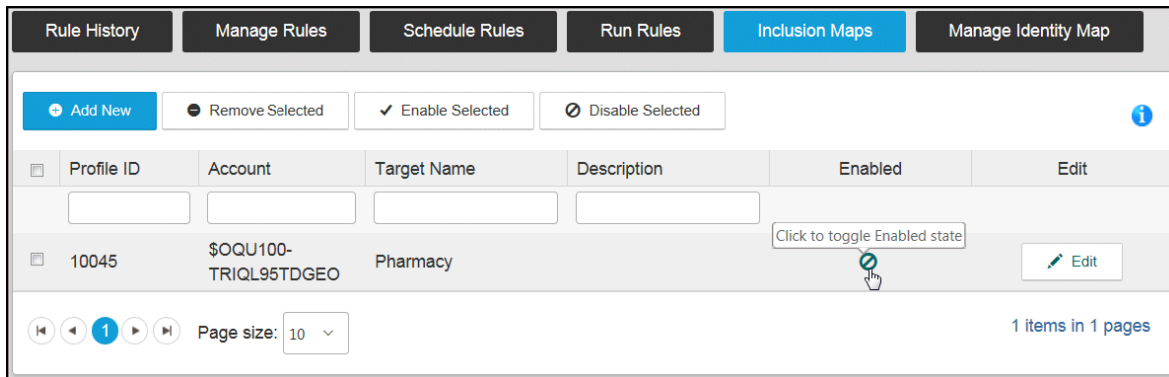 Rule History Manage Rules Schedule Rules Run Rules Inclusion Maps Manage Identity Map
Add New Remove Selected Enable Selected Disable Selected
Profile ID Account Target Name Description Enabled Edit
Click to toggle Enabled state
10045 $OQU100-
TRIQL95TDGEO Pharmacy Edit
1 Page size: 10 1 items in 1 pages